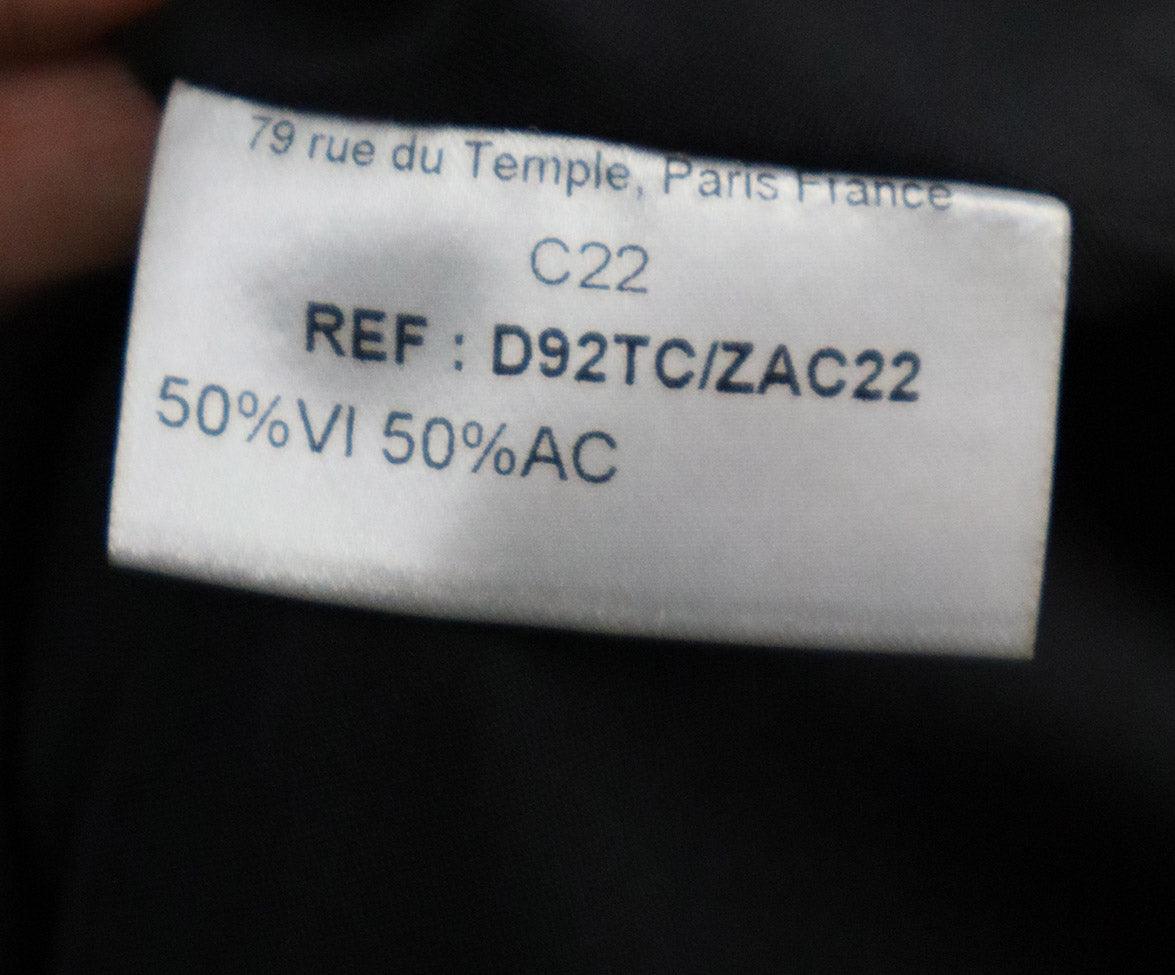 79 rue du Temple, Paris France
C22
REF : D92TC/ZAC22
50%VI 50%AC